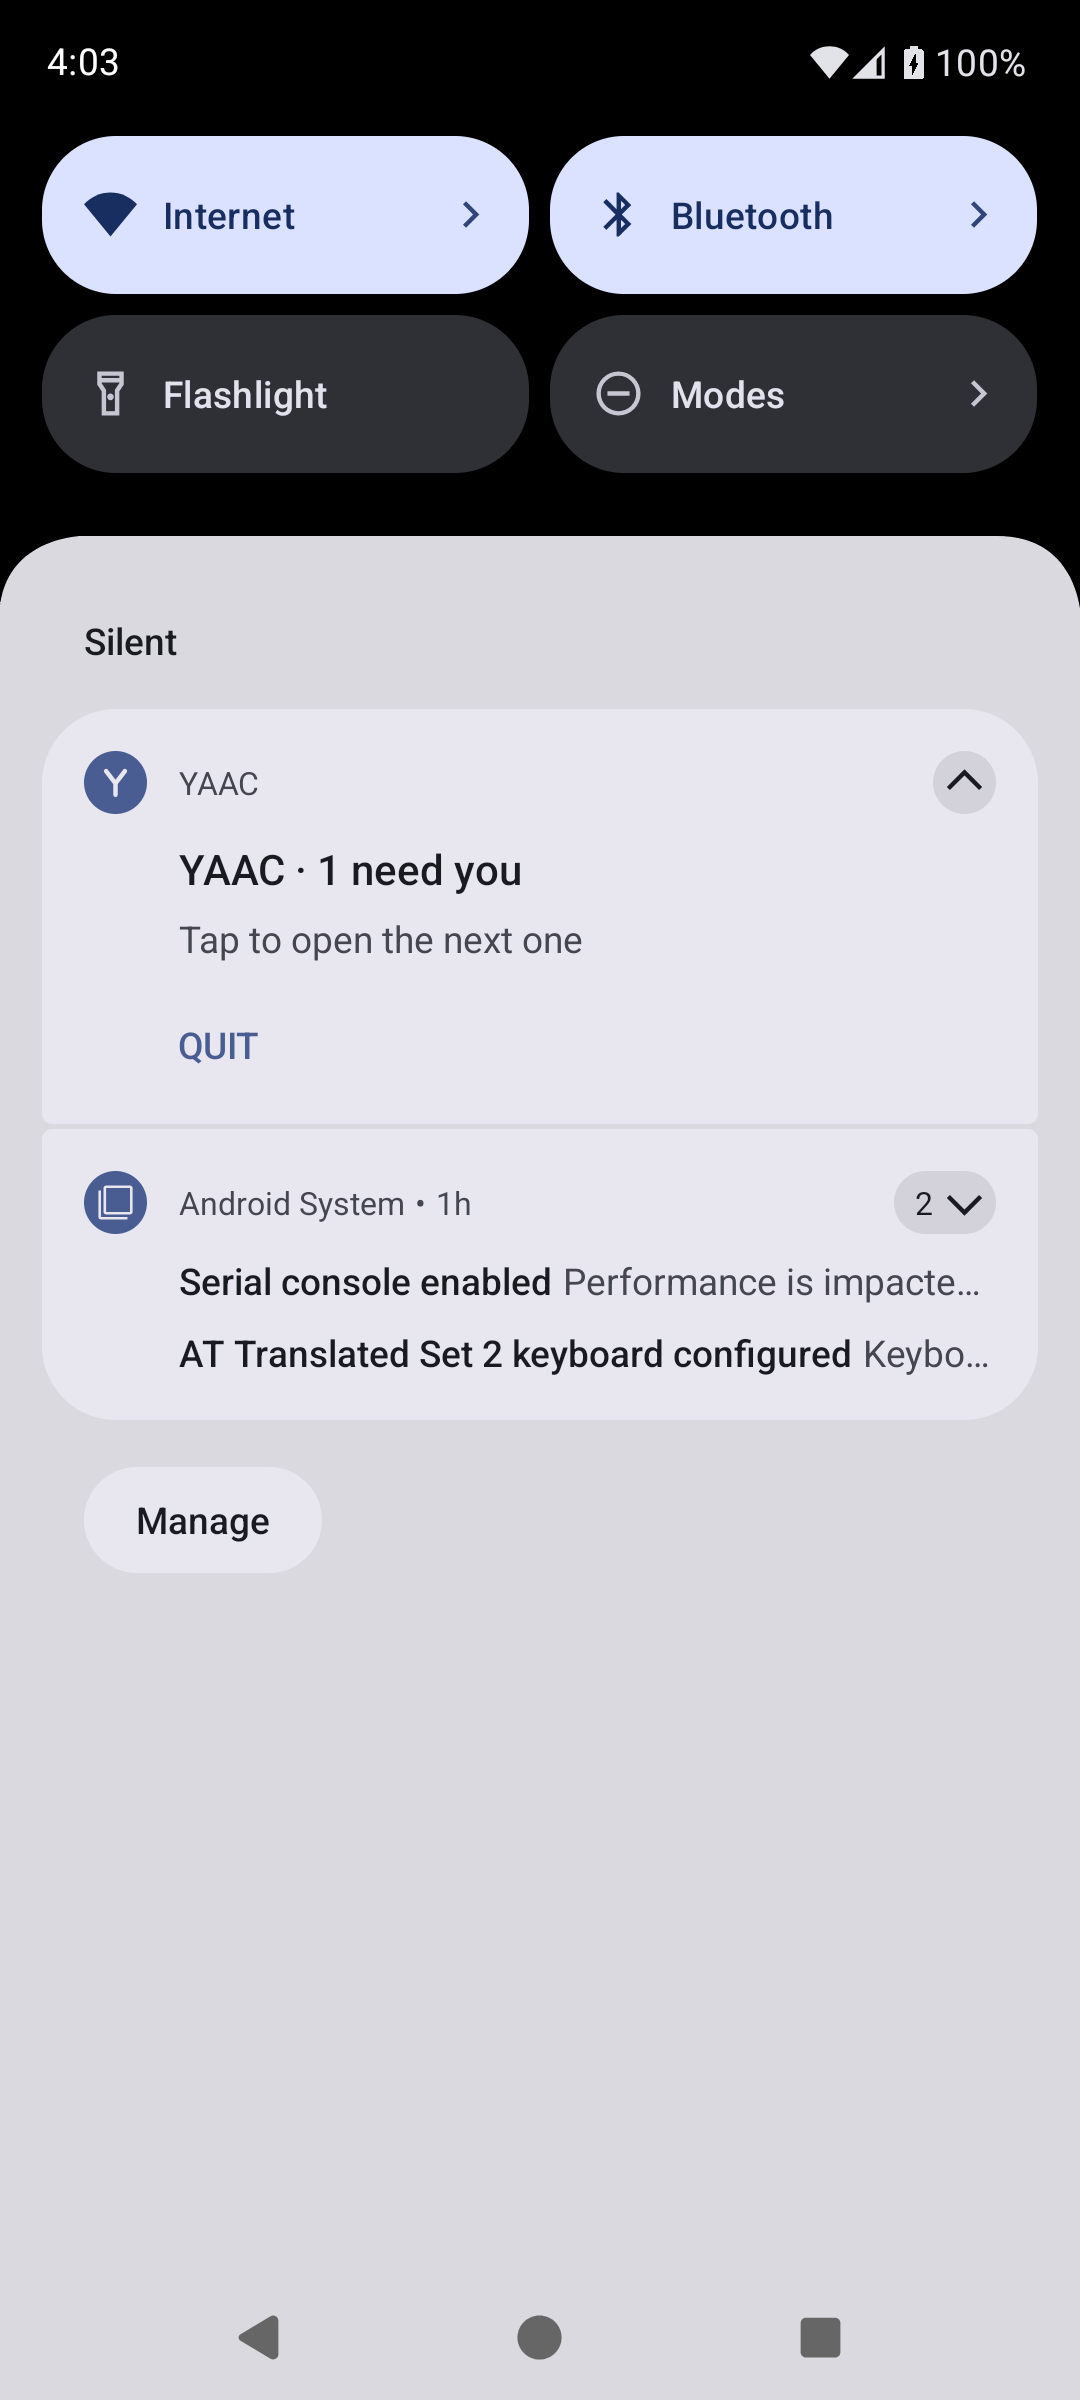 4:03
100%
Internet
Bluetooth
Flashlight
Modes
Silent
Y
YAAC
YAAC · 1 need you
Tap to open the next one
QUIT
Android System • 1h
2
Serial console enabled Performance is impacte…
AT Translated Set 2 keyboard configured Keybo…
Manage